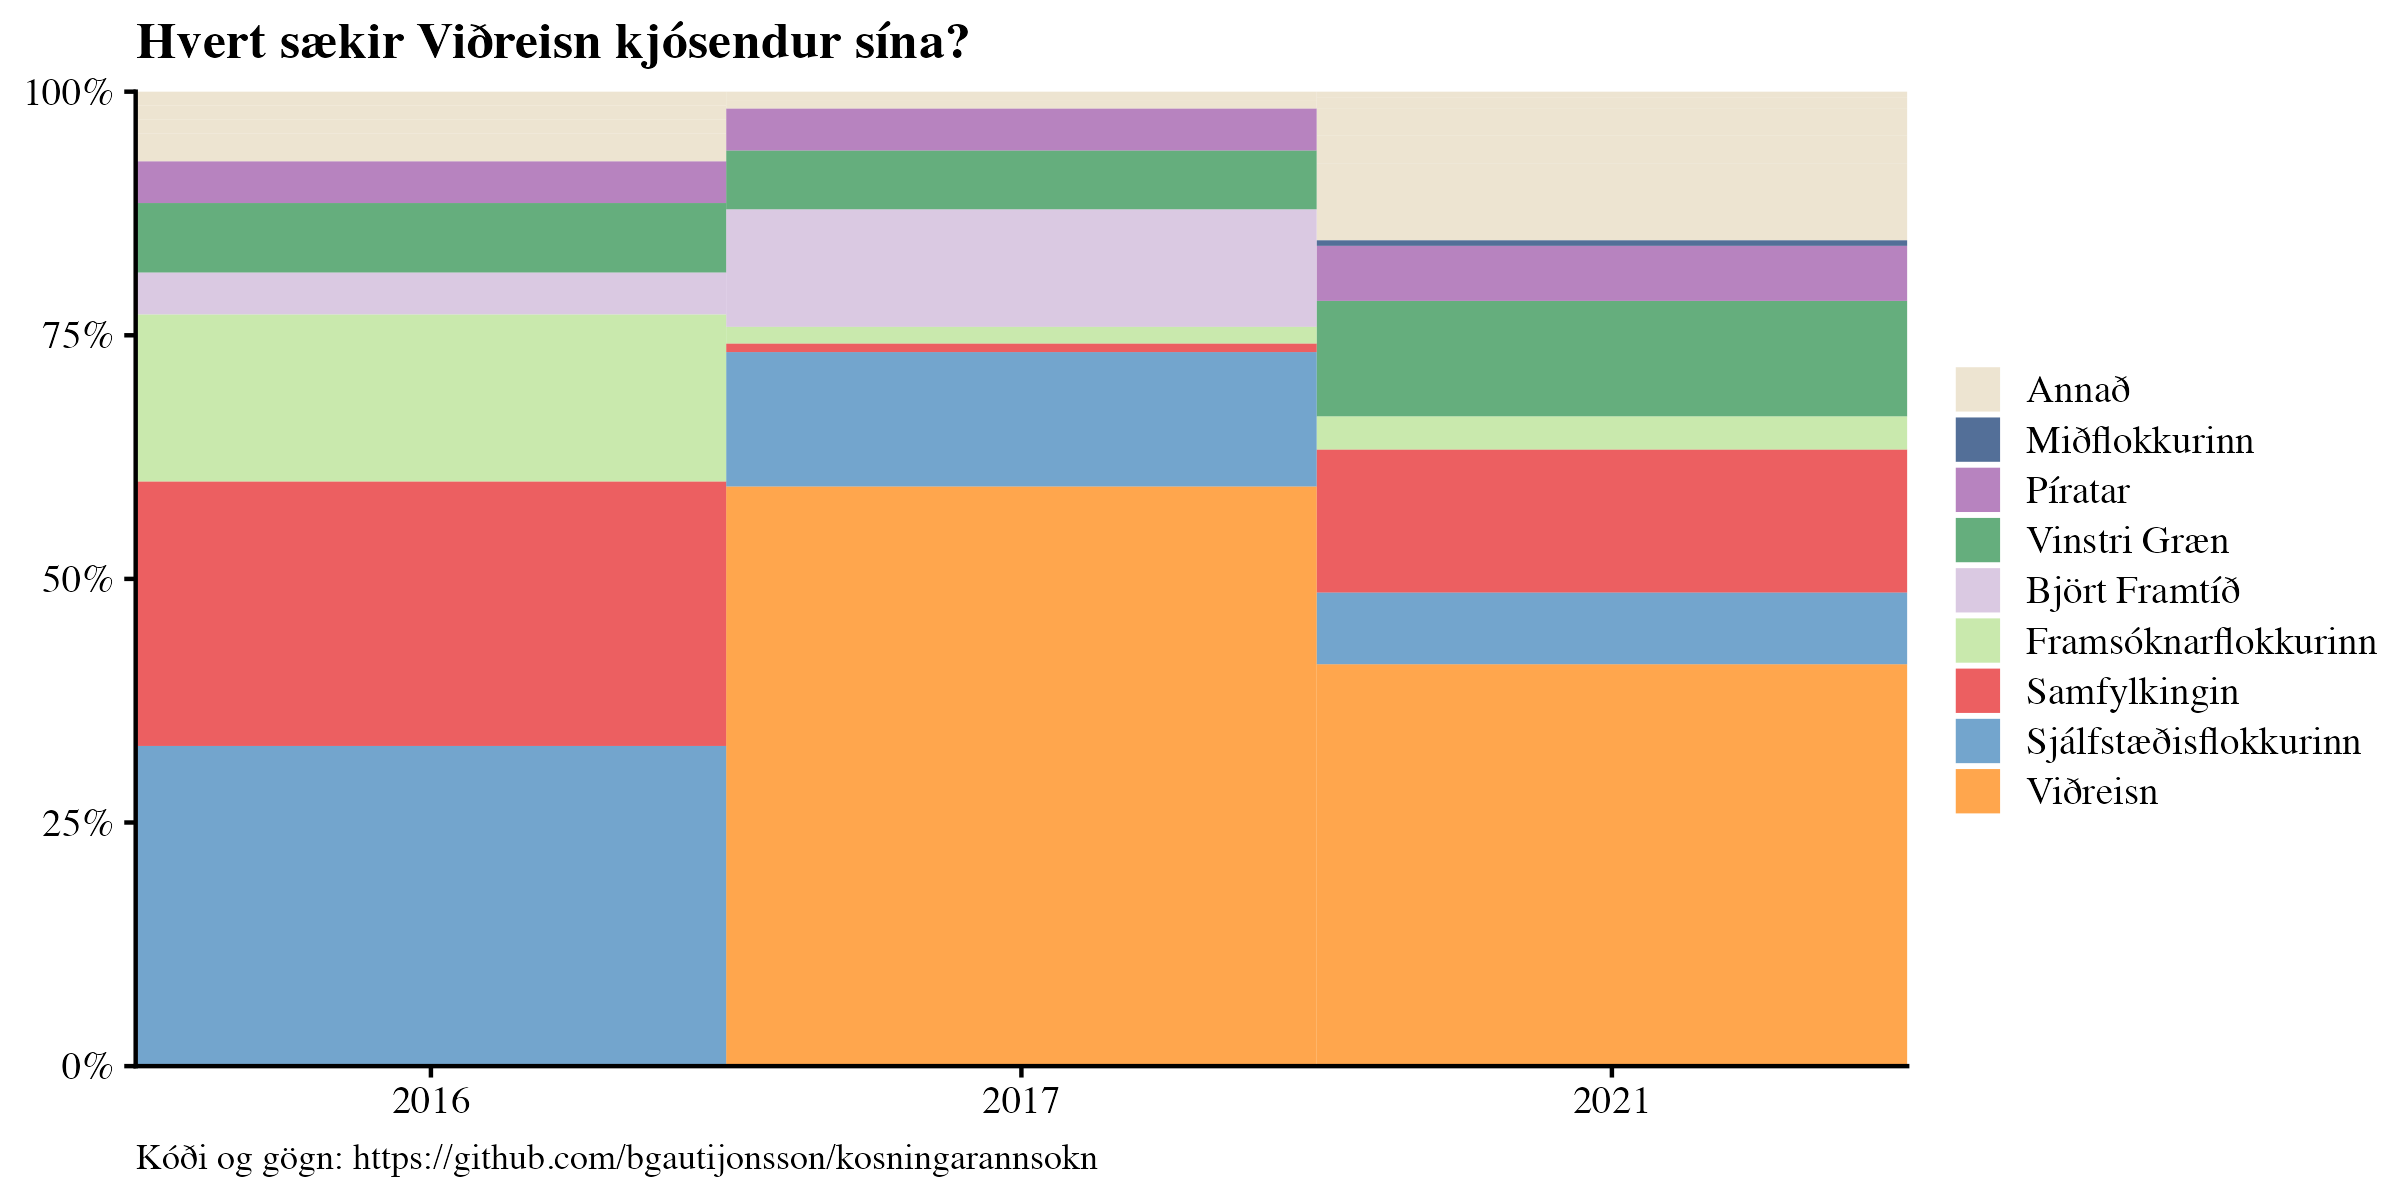 Hvert sækir Viðreisn kjósendur sína?
100%
75%
50%
25%
0%
2016
2017
2021
Annað
Miðflokkurinn
Píratar
Vinstri Græn
Björt Framtíð
Framsóknarflokkurinn
Samfylkingin
Sjálfstæðisflokkurinn
Viðreisn
Kóði og gögn: https://github.com/bgautijonsson/kosningarannsokn